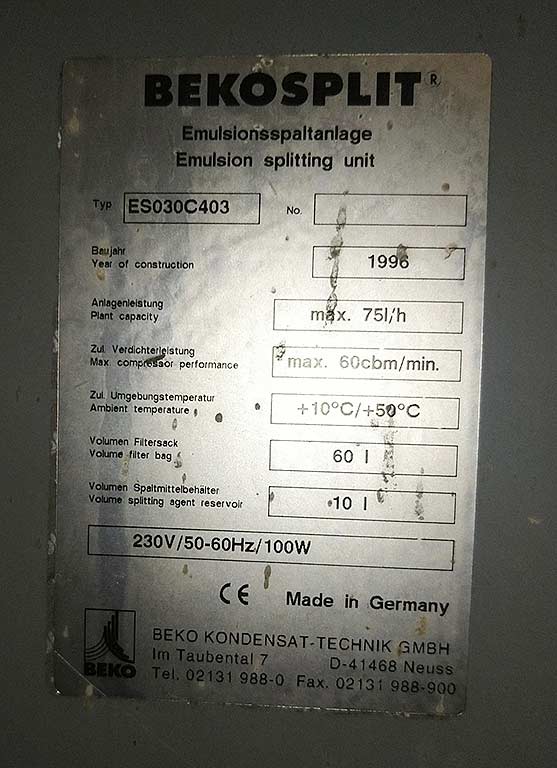 BEKOSPLIT®
Emulsionsspaltanlage
Emulsion splitting unit
Typ ES030C403 No.
Baujahr
Year of construction 1996
Anlagenleistung
Plant capacity max. 75l/h
Zul. Verdichterleistung
Max. compressor performance max. 60cbm/min.
Zul. Umgebungstemperatur
Ambient temperature +10°C/+50°C
Volumen Filtersack
Volume filter bag 60 l
Volumen Spaltmittelbehälter
Volume splitting agent reservoir 10 l
230V/50-60Hz/100W
CE Made in Germany
BEKO
BEKO KONDENSAT-TECHNIK GMBH
Im Taubental 7 D-41468 Neuss
Tel. 02131 988-0 Fax. 02131 988-900